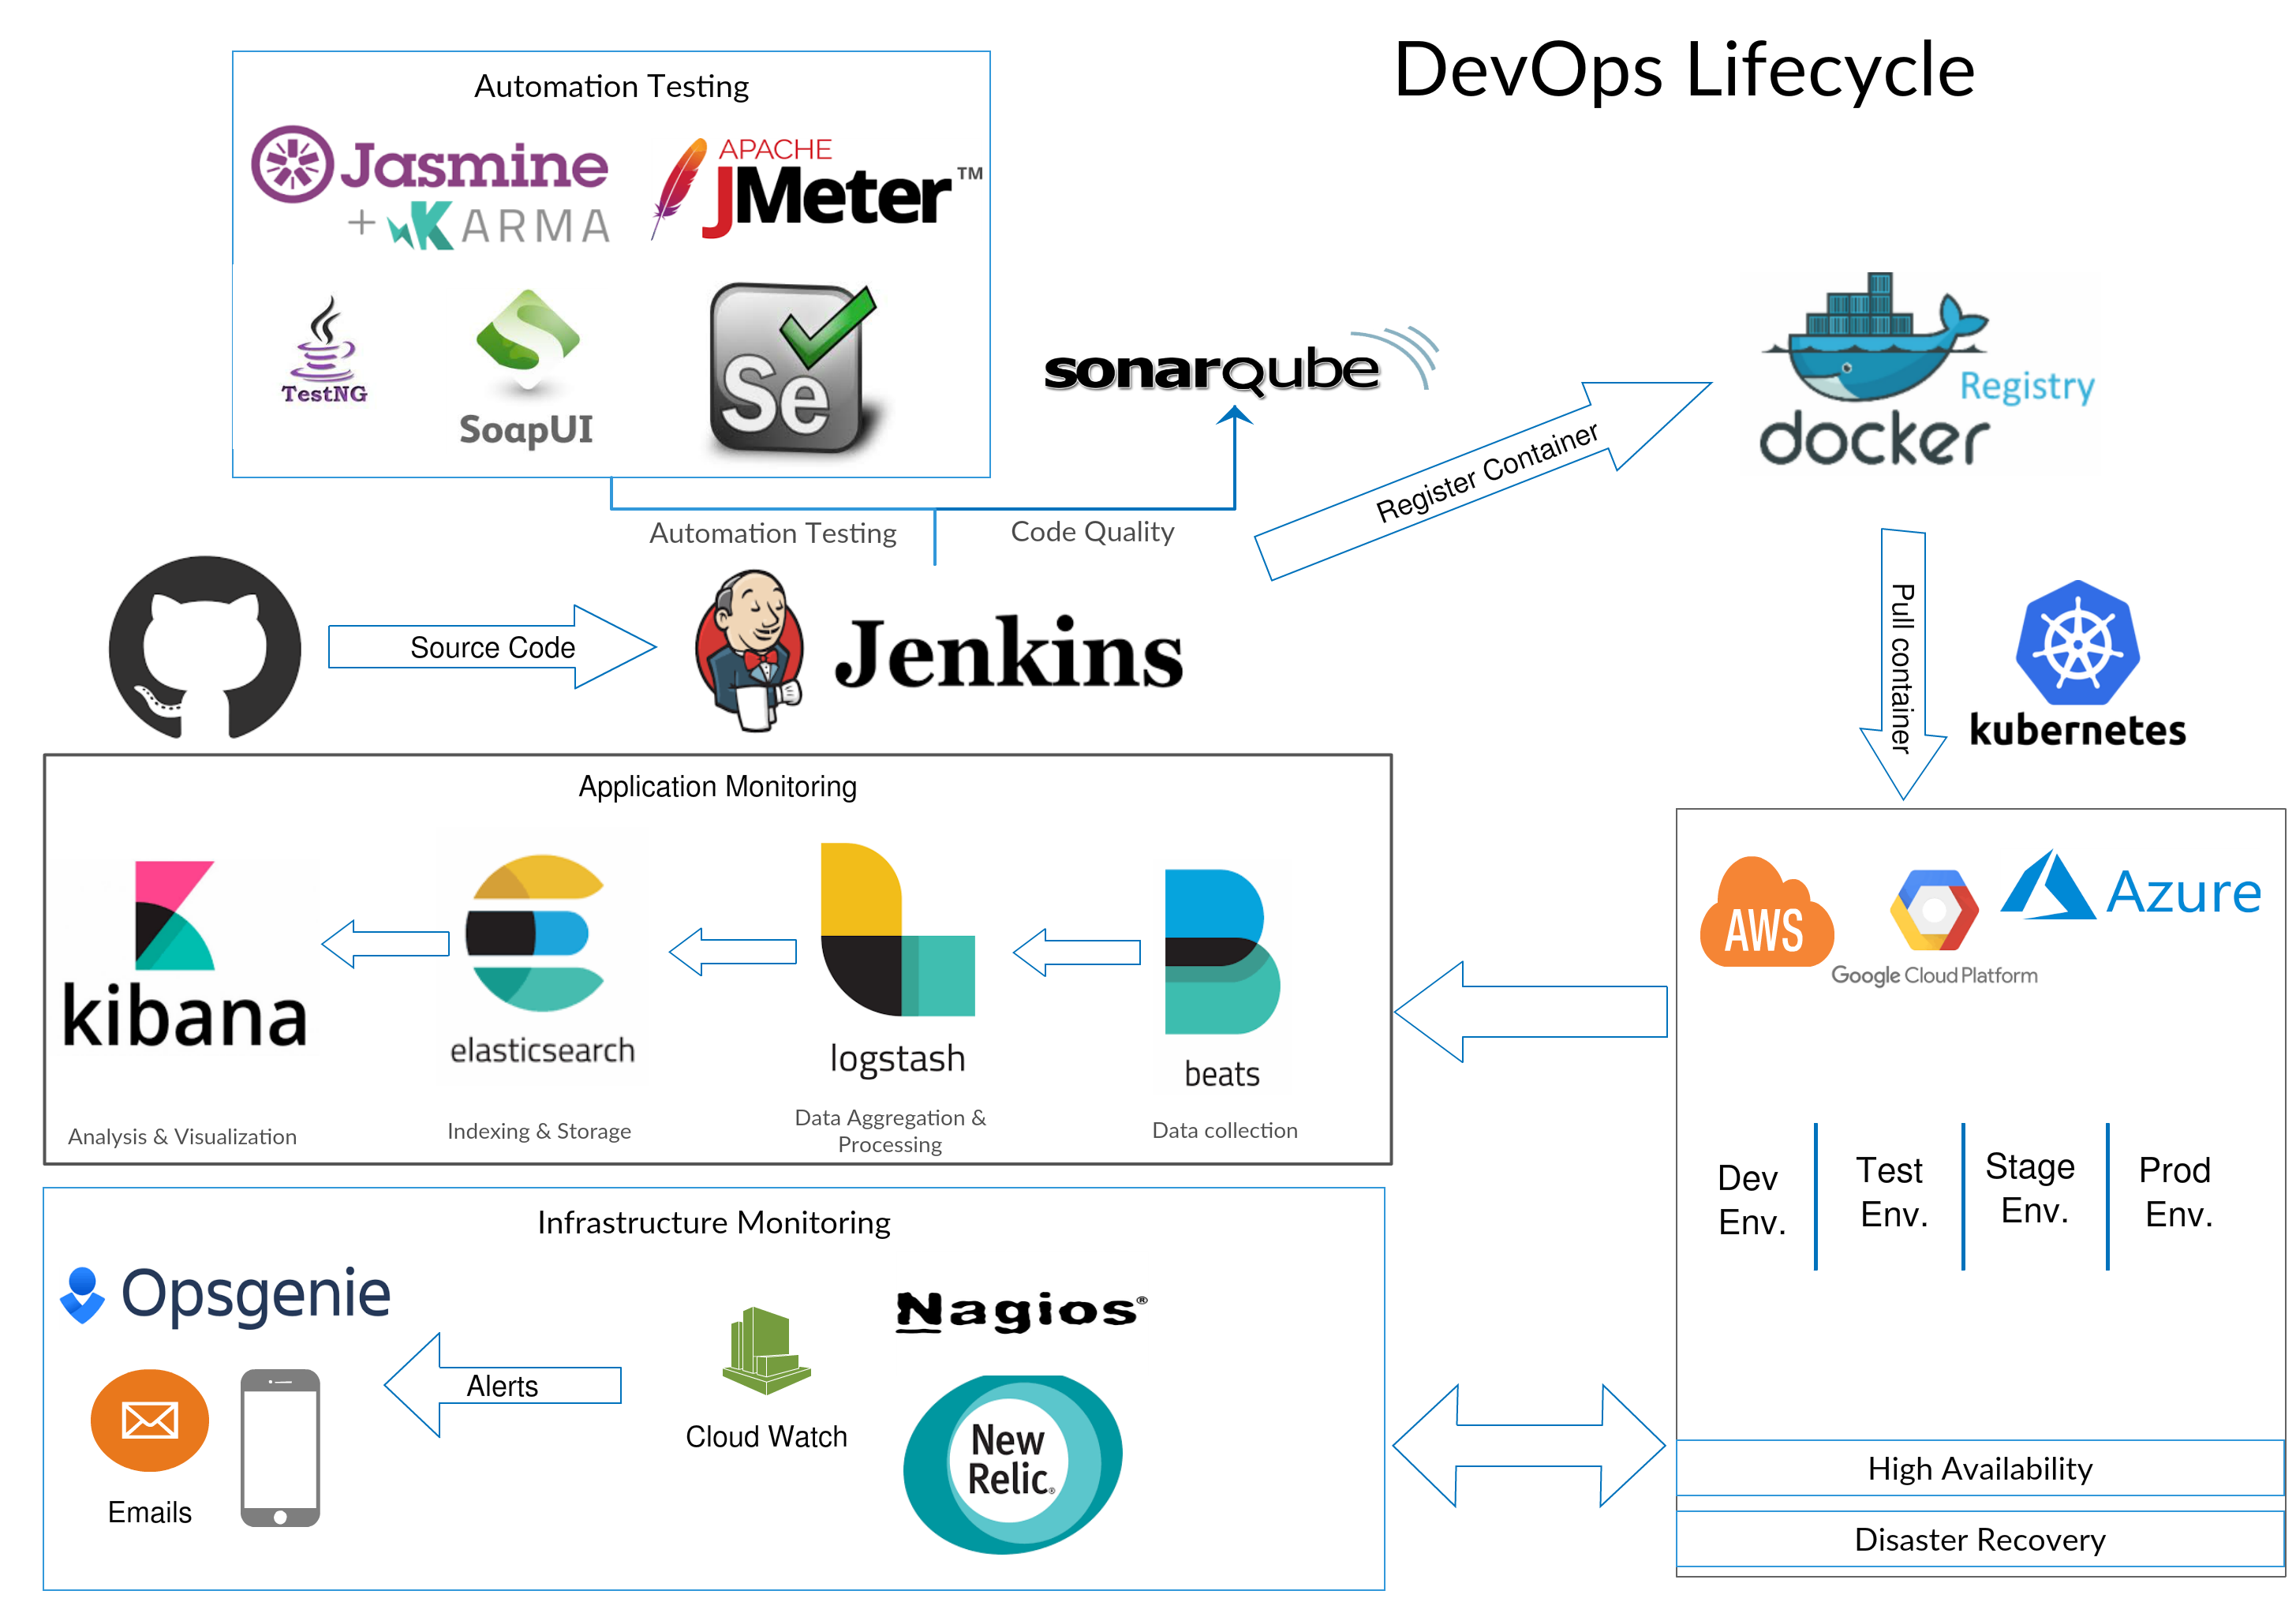 DevOps Lifecycle
Automation Testing
Jasmine
+ KARMA
APACHE
JMeter™
TestNG
SoapUI
Se
sonarqube
Registry
docker
Register Container
Automation Testing
Code Quality
Source Code
Jenkins
Pull container
kubernetes
Application Monitoring
kibana
elasticsearch
logstash
beats
Analysis & Visualization
Indexing & Storage
Data Aggregation &
Processing
Data collection
AWS
Google Cloud Platform
Azure
Dev
Env.
Test
Env.
Stage
Env.
Prod
Env.
High Availability
Disaster Recovery
Infrastructure Monitoring
Opsgenie
Emails
Alerts
Cloud Watch
Nagios®
New
Relic®